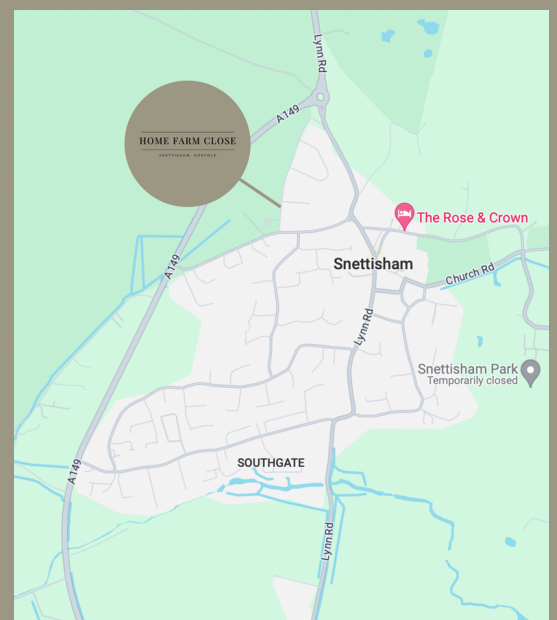 Lynn Rd
A149
HOME FARM CLOSE
SNETTISHAM, NORFOLK
The Rose & Crown
Snettisham
A149
Church Rd
Lynn Rd
Snettisham Park
Temporarily closed
SOUTHGATE
A149
Lynn Rd